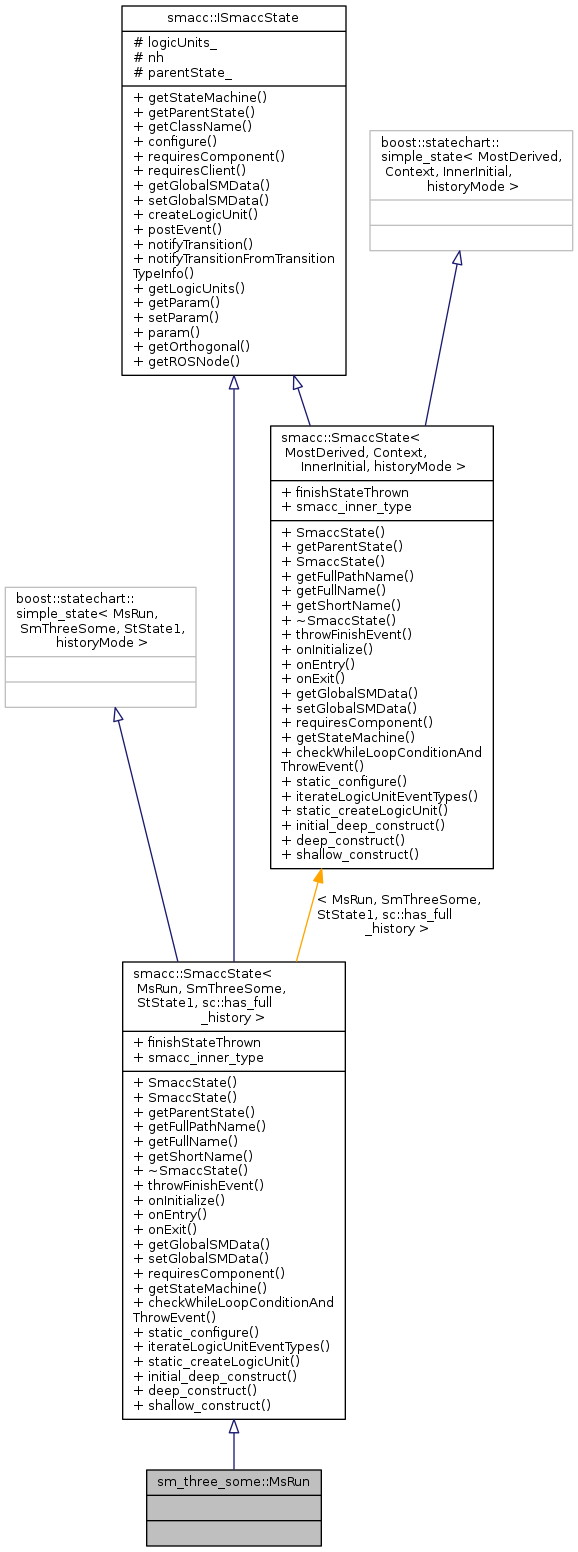 smacc::ISmaccState
# logicUnits_
# nh
# parentState_
+ getStateMachine()
+ getParentState()
+ getClassName()
+ configure()
+ requiresComponent()
+ requiresClient()
+ getGlobalSMData()
+ setGlobalSMData()
+ createLogicUnit()
+ postEvent()
+ notifyTransition()
+ notifyTransitionFromTransition
TypeInfo()
+ getLogicUnits()
+ getParam()
+ setParam()
+ param()
+ getOrthogonal()
+ getROSNode()
boost::statechart::
simple_state< MostDerived,
Context, InnerInitial,
historyMode >
smacc::SmaccState<
MostDerived, Context,
InnerInitial, historyMode >
+ finishStateThrown
+ smacc_inner_type
+ SmaccState()
+ getParentState()
+ SmaccState()
+ getFullPathName()
+ getFullName()
+ getShortName()
+ ~SmaccState()
+ throwFinishEvent()
+ onInitialize()
+ onEntry()
+ onExit()
+ getGlobalSMData()
+ setGlobalSMData()
+ requiresComponent()
+ getStateMachine()
+ checkWhileLoopConditionAnd
ThrowEvent()
+ static_configure()
+ iterateLogicUnitEventTypes()
+ static_createLogicUnit()
+ initial_deep_construct()
+ deep_construct()
+ shallow_construct()
boost::statechart::
simple_state< MsRun,
SmThreeSome, StState1,
historyMode >
< MsRun, SmThreeSome,
StState1, sc::has_full
_history >
smacc::SmaccState<
MsRun, SmThreeSome,
StState1, sc::has_full
_history >
+ finishStateThrown
+ smacc_inner_type
+ SmaccState()
+ SmaccState()
+ getParentState()
+ getFullPathName()
+ getFullName()
+ getShortName()
+ ~SmaccState()
+ throwFinishEvent()
+ onInitialize()
+ onEntry()
+ onExit()
+ getGlobalSMData()
+ setGlobalSMData()
+ requiresComponent()
+ getStateMachine()
+ checkWhileLoopConditionAnd
ThrowEvent()
+ static_configure()
+ iterateLogicUnitEventTypes()
+ static_createLogicUnit()
+ initial_deep_construct()
+ deep_construct()
+ shallow_construct()
sm_three_some::MsRun